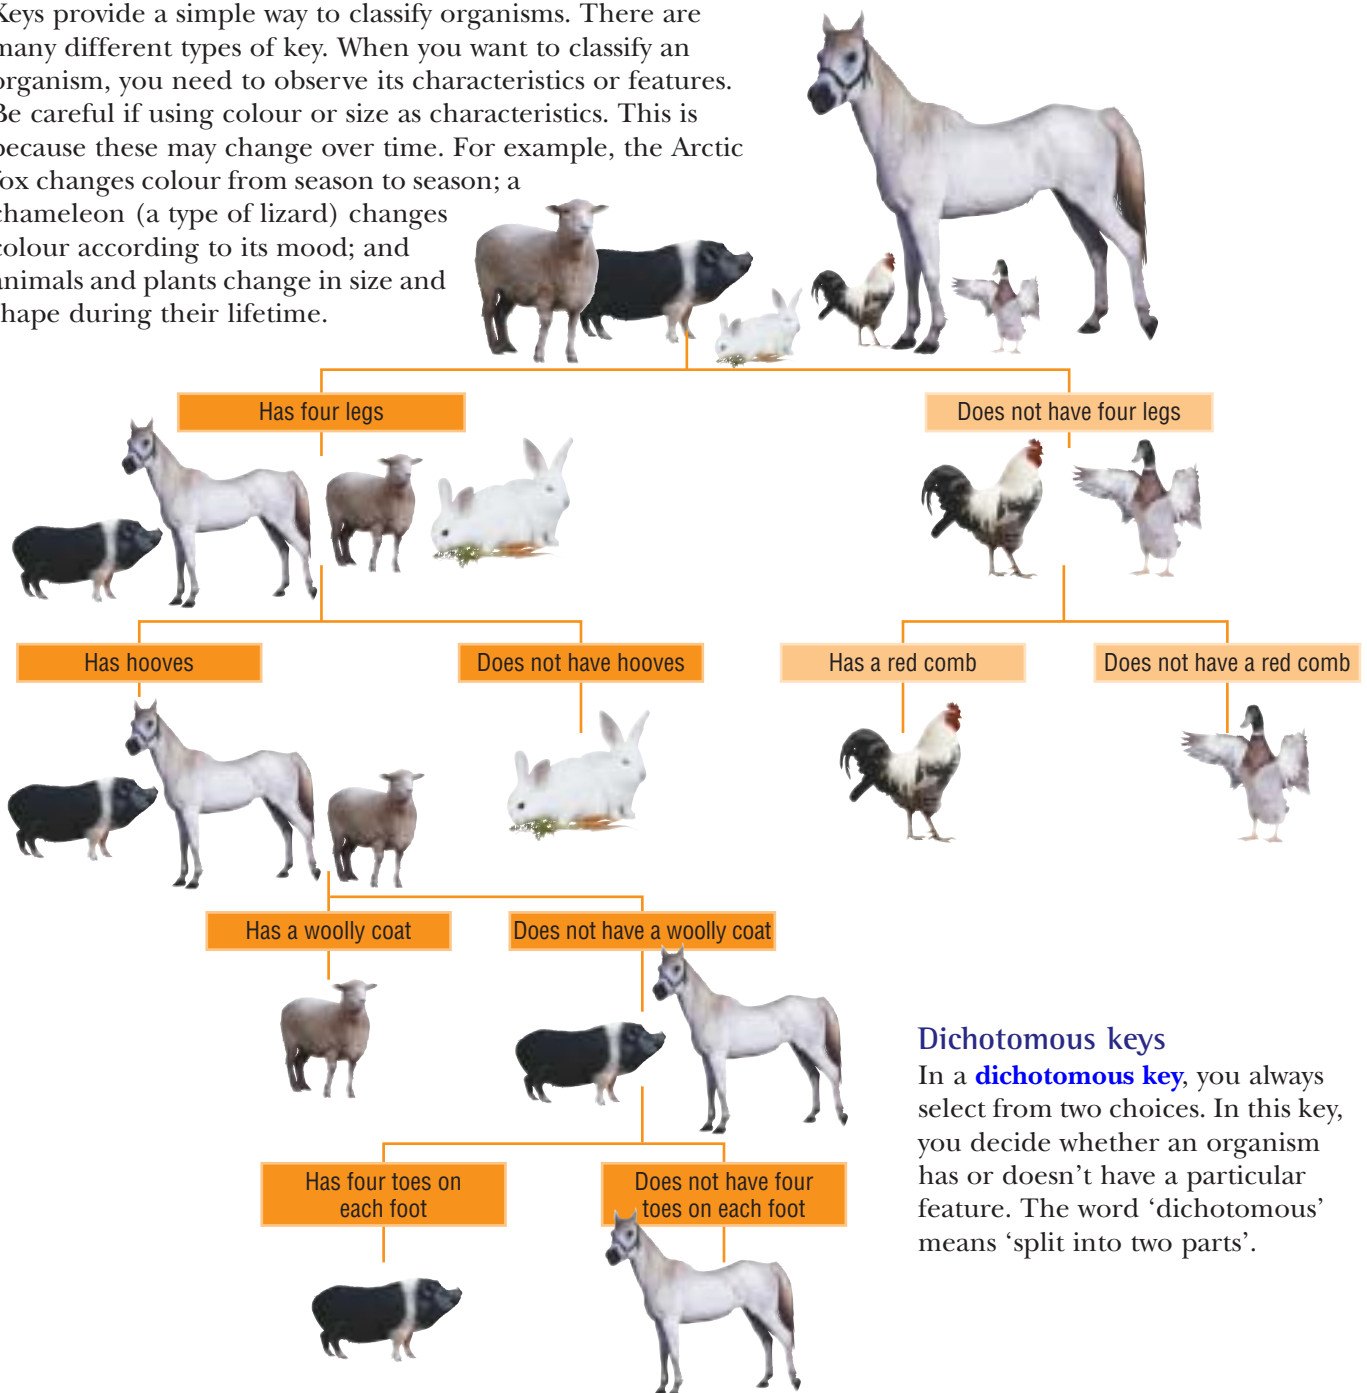 Keys provide a simple way to classify organisms. There are
many different types of key. When you want to classify an
organism, you need to observe its characteristics or features.
Be careful if using colour or size as characteristics. This is
because these may change over time. For example, the Arctic
fox changes colour from season to season; a
chameleon (a type of lizard) changes
colour according to its mood; and
animals and plants change in size and
shape during their lifetime.
Has four legs
Does not have four legs
Has hooves
Does not have hooves
Has a red comb
Does not have a red comb
Has a woolly coat
Does not have a woolly coat
Has four toes on
each foot
Does not have four
toes on each foot
Dichotomous keys
In a dichotomous key, you always
select from two choices. In this key,
you decide whether an organism
has or doesn’t have a particular
feature. The word ‘dichotomous’
means ‘split into two parts’.